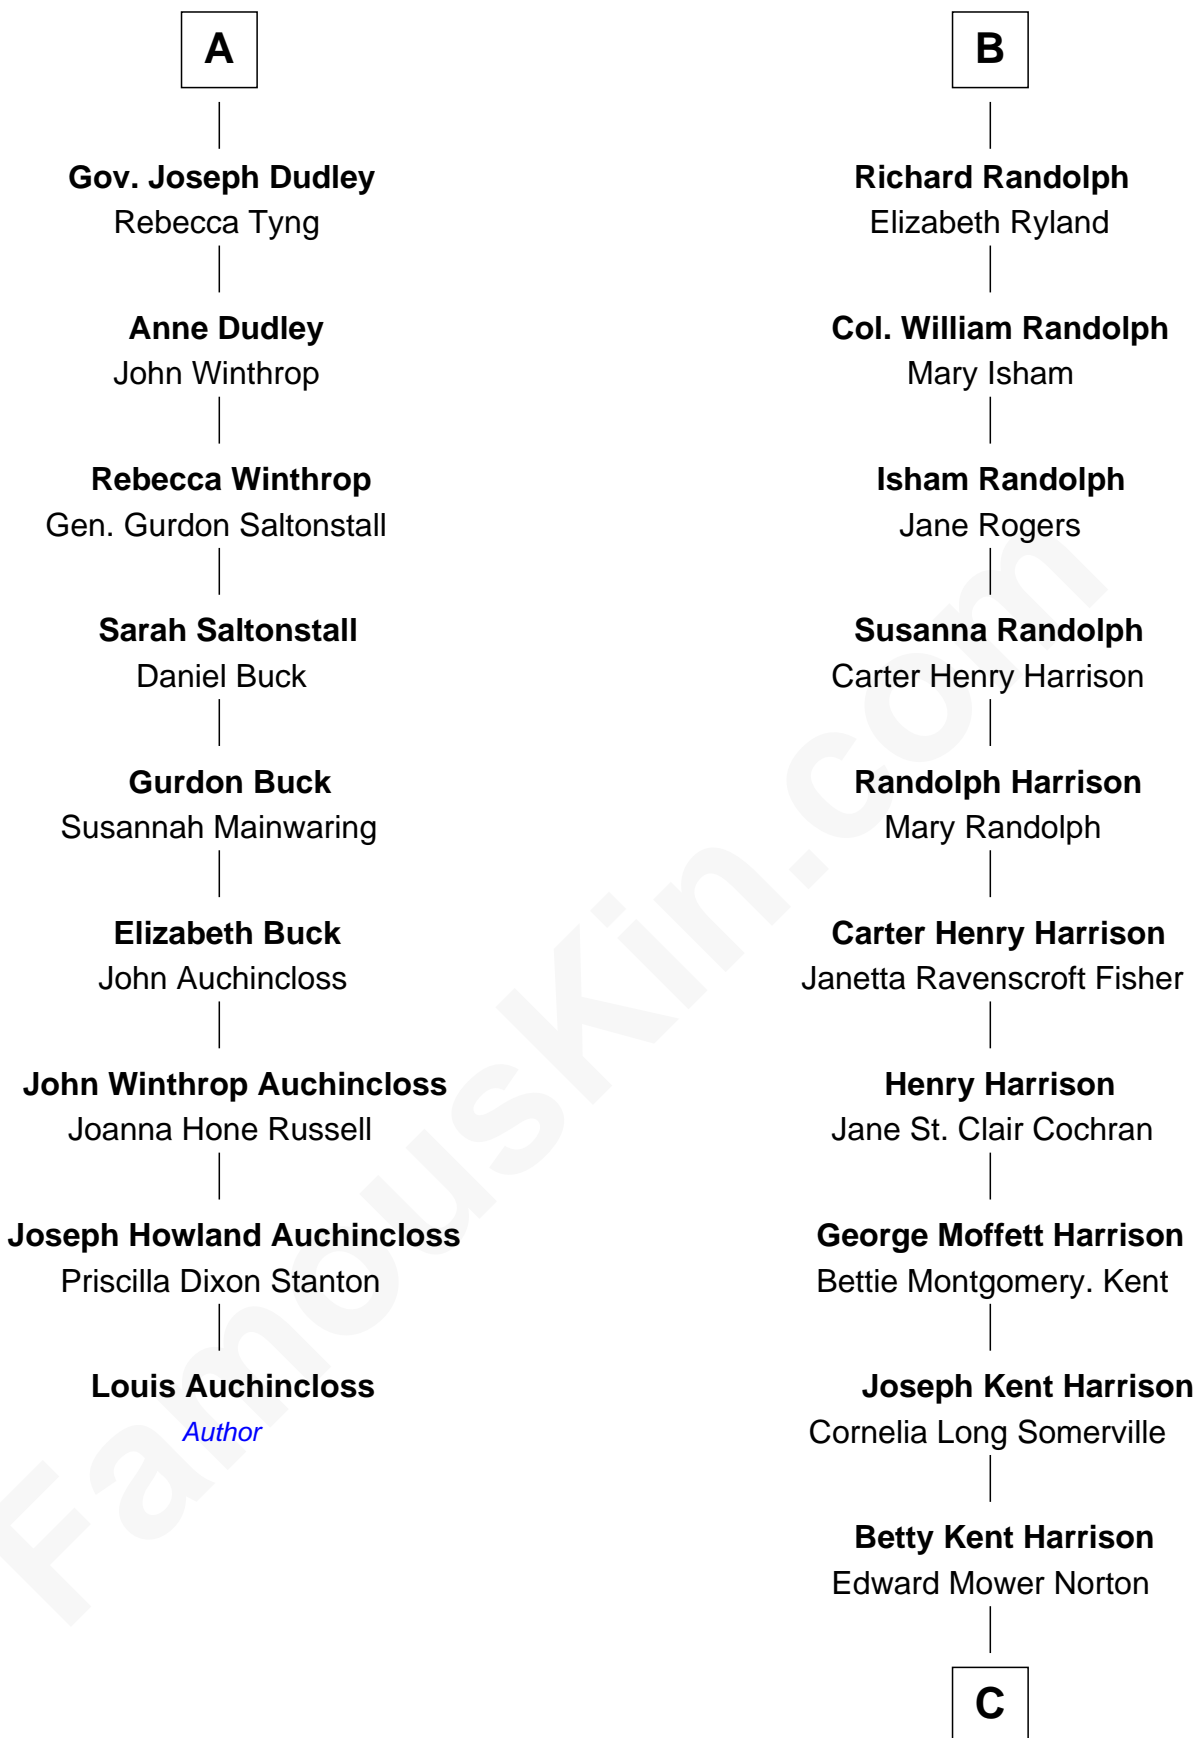 A
Gov. Joseph Dudley
Rebecca Tyng
Anne Dudley
John Winthrop
Rebecca Winthrop
Gen. Gurdon Saltonstall
Sarah Saltonstall
Daniel Buck
Gurdon Buck
Susannah Mainwaring
Elizabeth Buck
John Auchincloss
John Winthrop Auchincloss
Joanna Hone Russell
Joseph Howland Auchincloss
Priscilla Dixon Stanton
Louis Auchincloss
Author
B
Richard Randolph
Elizabeth Ryland
Col. William Randolph
Mary Isham
Isham Randolph
Jane Rogers
Susanna Randolph
Carter Henry Harrison
Randolph Harrison
Mary Randolph
Carter Henry Harrison
Janetta Ravenscroft Fisher
Henry Harrison
Jane St. Clair Cochran
George Moffett Harrison
Bettie Montgomery. Kent
Joseph Kent Harrison
Cornelia Long Somerville
Betty Kent Harrison
Edward Mower Norton
C
FamousKin.com